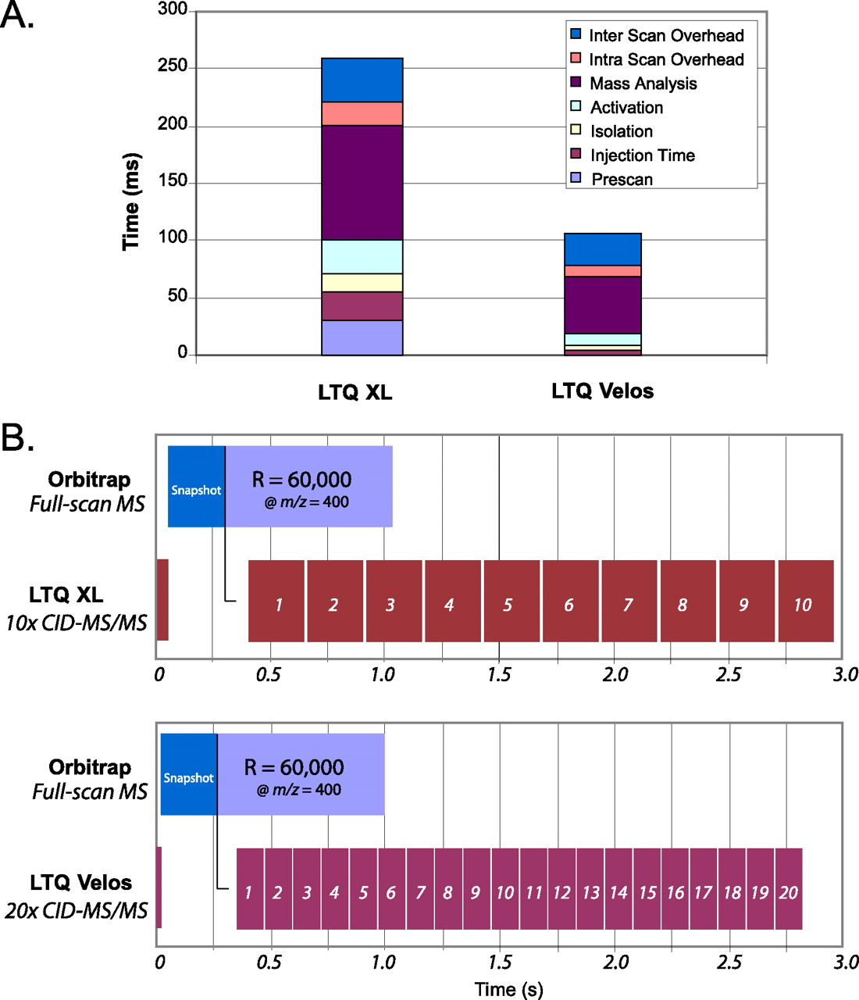 A.
300
250
200
150
100
50
0
Time (ms)
Inter Scan Overhead
Intra Scan Overhead
Mass Analysis
Activation
Isolation
Injection Time
Prescan
LTQ XL
LTQ Velos
B.
Orbitrap
Full-scan MS
Snapshot
R = 60,000
@ m/z = 400
LTQ XL
10x CID-MS/MS
1 2 3 4 5 6 7 8 9 10
0 0.5 1.0 1.5 2.0 2.5 3.0
Orbitrap
Full-scan MS
Snapshot
R = 60,000
@ m/z = 400
LTQ Velos
20x CID-MS/MS
1 2 3 4 5 6 7 8 9 10 11 12 13 14 15 16 17 18 19 20
0 0.5 1.0 1.5 2.0 2.5 3.0
Time (s)